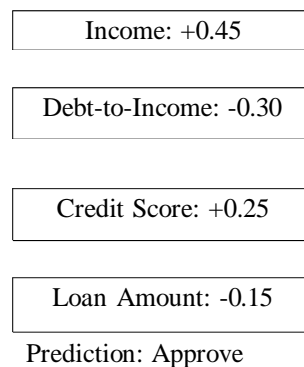 Income: +0.45
Debt-to-Income: -0.30
Credit Score: +0.25
Loan Amount: -0.15
Prediction: Approve